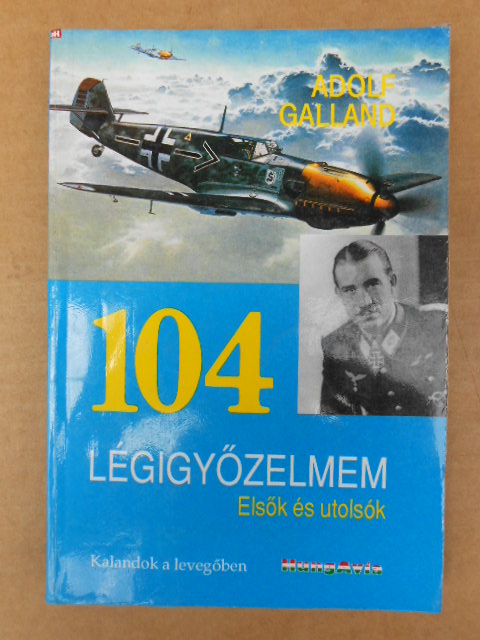 ADOLF
GALLAND
104
LÉGIGYŐZELMEM
Elsők és utolsók
Kalandok a levegőben
HungAvia